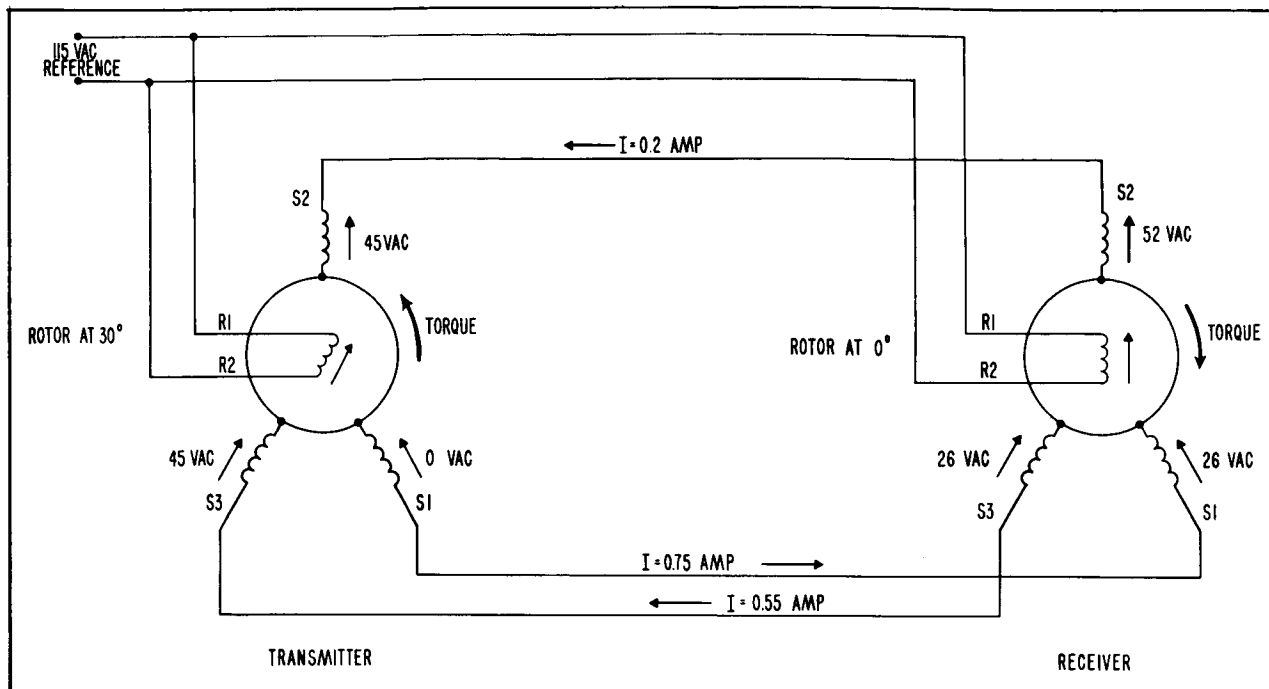 115 VAC
REFERENCE
I = 0.2 AMP
S2
45 VAC
S2
52 VAC
ROTOR AT 30°
R1
R2
TORQUE
ROTOR AT 0°
R1
R2
TORQUE
45 VAC
0 VAC
S3
S1
26 VAC
26 VAC
S3
S1
I = 0.75 AMP
I = 0.55 AMP
TRANSMITTER
RECEIVER